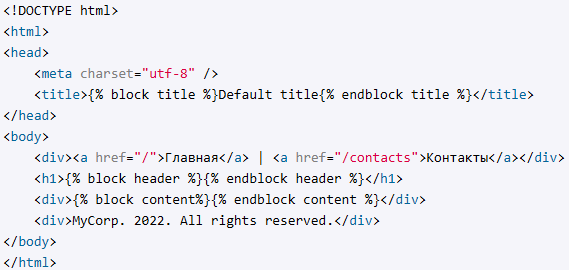 <!DOCTYPE html>
<html>
<head>
    <meta charset="utf-8" />
    <title>{% block title %}Default title{% endblock title %}</title>
</head>
<body>
    <div><a href="/">Главная</a> | <a href="/contacts">Контакты</a></div>
    <h1>{% block header %}{% endblock header %}</h1>
    <div>{% block content%}{% endblock content %}</div>
    <div>MyCorp. 2022. All rights reserved.</div>
</body>
</html>